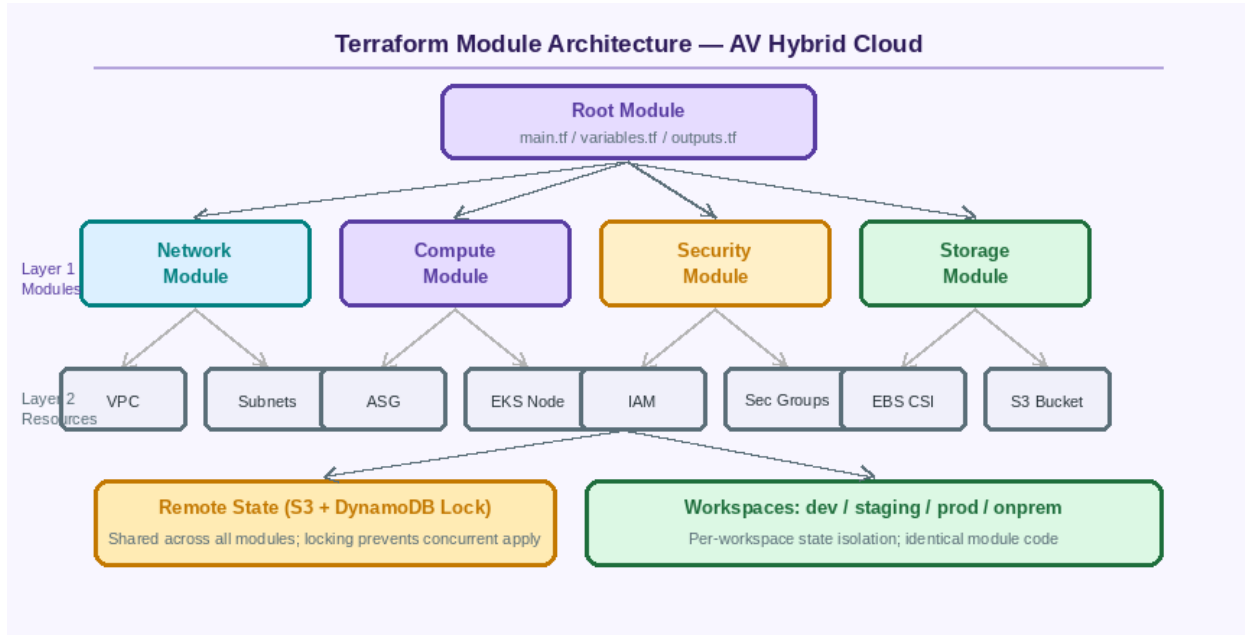 Terraform Module Architecture — AV Hybrid Cloud
Root Module
main.tf / variables.tf / outputs.tf
Layer 1
Modules
Network
Module
Compute
Module
Security
Module
Storage
Module
Layer 2
Resources
VPC
Subnets
ASG
EKS Node
IAM
Sec Groups
EBS CSI
S3 Bucket
Remote State (S3 + DynamoDB Lock)
Shared across all modules; locking prevents concurrent apply
Workspaces: dev / staging / prod / onprem
Per-workspace state isolation; identical module code